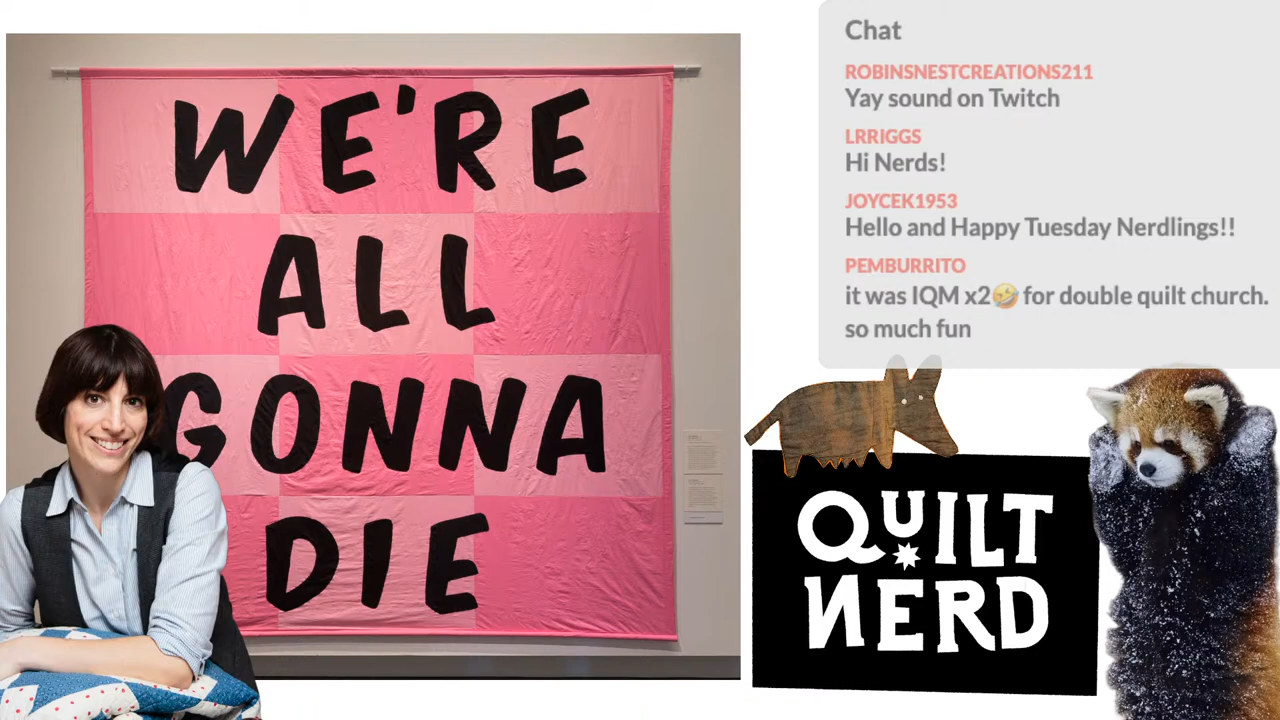 WE'RE
ALL
GONNA
DIE
Chat
ROBINSNESTCREATIONS211
Yay sound on Twitch
LRRIGGS
Hi Nerds!
JOYCEK1953
Hello and Happy Tuesday Nerdlings!!
PEMBURRITO
it was IQM x2🤣 for double quilt church.
so much fun
QUILT
NERD